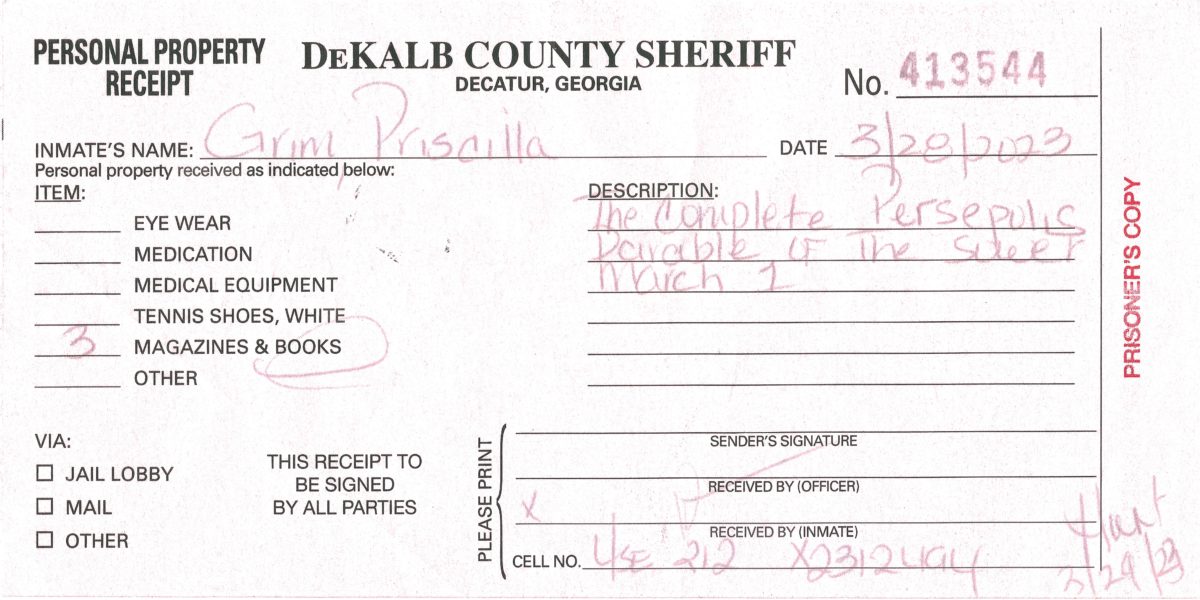 PERSONAL PROPERTY
RECEIPT
DeKALB COUNTY SHERIFF
DECATUR, GEORGIA
No. 413544
INMATE'S NAME: Grim, Priscilla
DATE 3/28/2023
Personal property received as indicated below:
ITEM:
EYE WEAR
MEDICATION
MEDICAL EQUIPMENT
TENNIS SHOES, WHITE
3 MAGAZINES & BOOKS
OTHER
DESCRIPTION:
The Complete Persepolis
Parable of The
March 1
PRISONER'S COPY
VIA:
☐ JAIL LOBBY
☐ MAIL
☐ OTHER
THIS RECEIPT TO
BE SIGNED
BY ALL PARTIES
PLEASE PRINT
SENDER'S SIGNATURE
RECEIVED BY (OFFICER)
X
RECEIVED BY (INMATE)
CELL NO. 4SE 212 X2312494
3/29/23